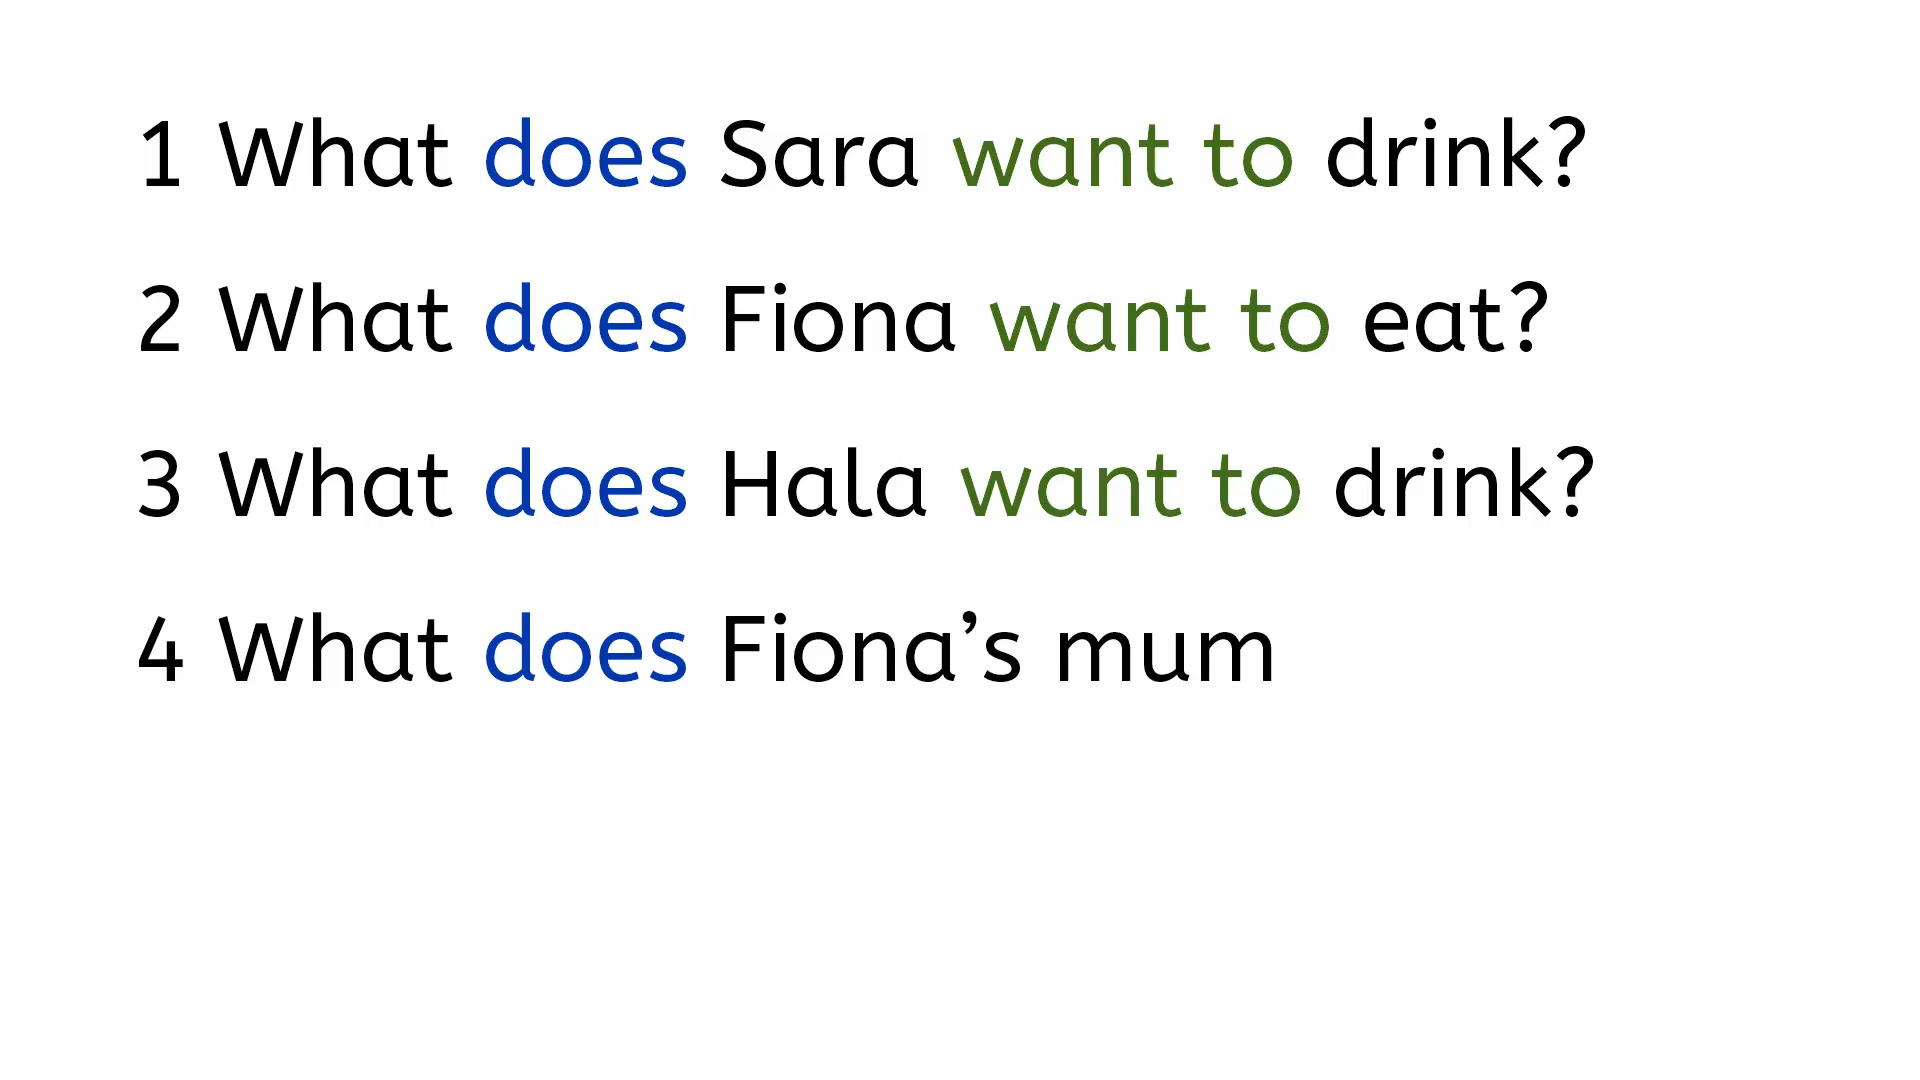 1 What does Sara want to drink?
2 What does Fiona want to eat?
3 What does Hala want to drink?
4 What does Fiona’s mum